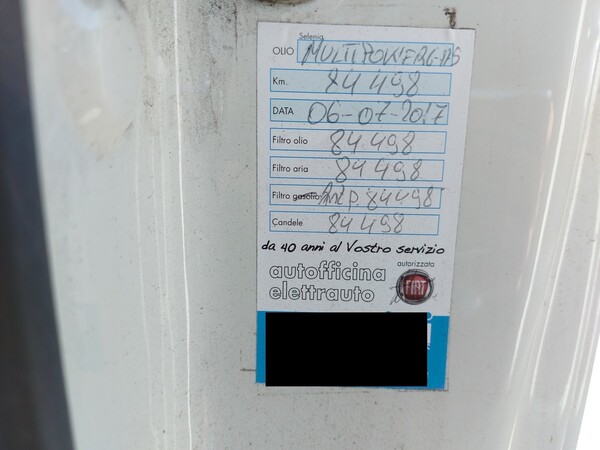 Selenia
OLIO MULTIPOWERGAS
Km. 84498
DATA 06-07-2017
Filtro olio 84498
Filtro aria 84498
Filtro gasolio 84498
Candele 84498
da 40 anni al Vostro servizio
autofficina autorizzata
elettrauto FIAT